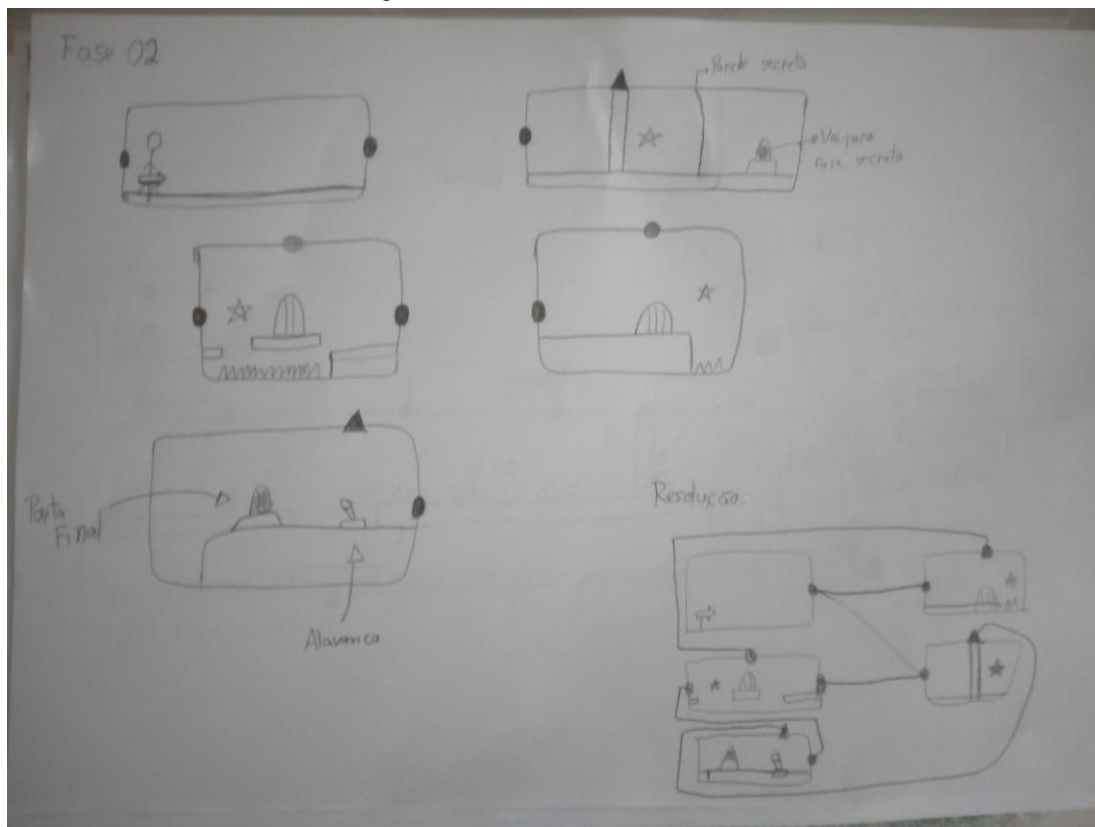 Fase 02
Parede secreta
Vai para
fase secreta
Porta
Final
Alavanca
Resolução.